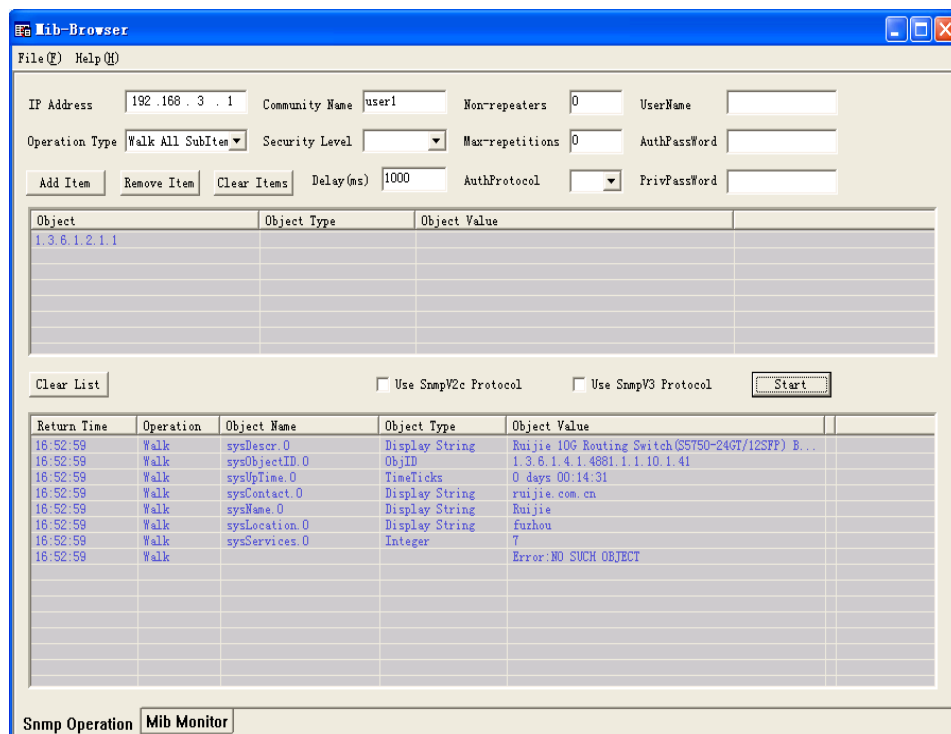 Mib-Browser
File(F) Help(H)
IP Address 192 .168 . 3 . 1 Community Name user1 Non-repeaters 0 UserName
Operation Type Walk All SubItem Security Level Max-repetitions 0 AuthPassWord
Add Item Remove Item Clear Items Delay(ms) 1000 AuthProtocol PrivPassWord
Object Object Type Object Value
1.3.6.1.2.1.1
Clear List Use SnmpV2c Protocol Use SnmpV3 Protocol Start
Return Time Operation Object Name Object Type Object Value
16:52:59 Walk sysDescr.0 Display String Ruijie 10G Routing Switch(S5750-24GT/12SFP) B...
16:52:59 Walk sysObjectID.0 ObjID 1.3.6.1.4.1.4881.1.1.10.1.41
16:52:59 Walk sysUpTime.0 TimeTicks 0 days 00:14:31
16:52:59 Walk sysContact.0 Display String ruijie.com.cn
16:52:59 Walk sysName.0 Display String Ruijie
16:52:59 Walk sysLocation.0 Display String fuzhou
16:52:59 Walk sysServices.0 Integer 7
16:52:59 Walk Error:NO SUCH OBJECT
Snmp Operation Mib Monitor